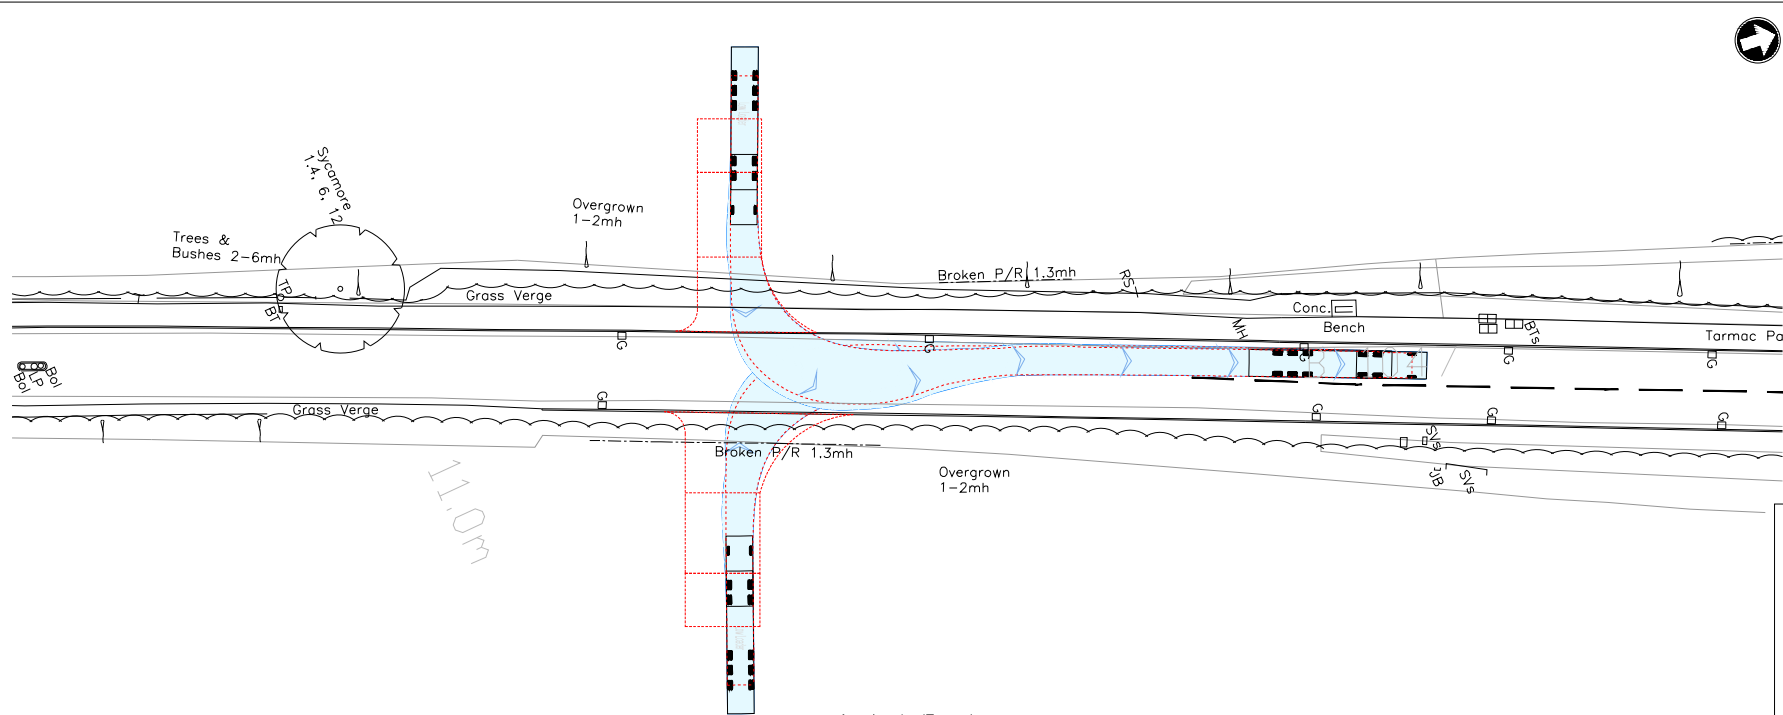 Sycamore
1.4, 6, 12
Overgrown
1-2mh
Trees &
Bushes 2-6mh
TP
BT
Grass Verge
Broken P/R 1.3mh
RS
Conc.
Bench
MH
BTs
Tarmac Pa
G
G
G
G
G
Bol
LP
Bol
Grass Verge
G
G
G
G
Broken P/R 1.3mh
Overgrown
1-2mh
SVs
JB
SVs
11.0m